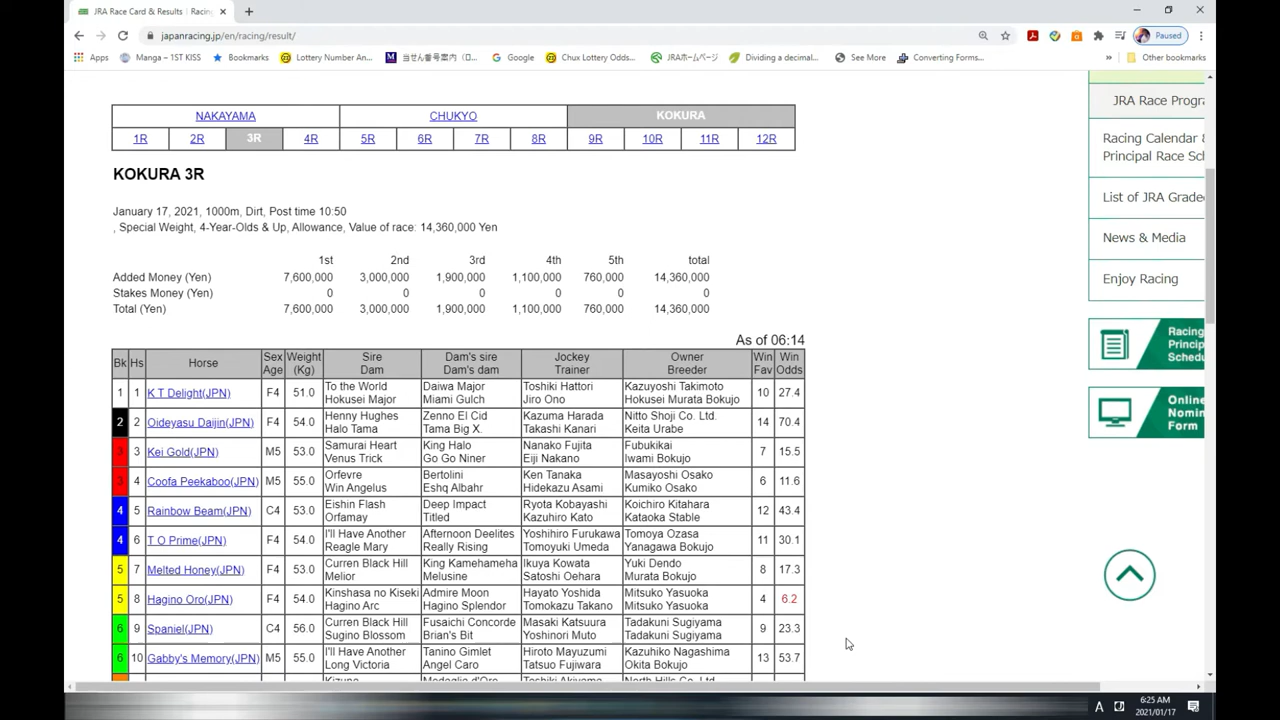 JRA Race Card & Results | Racin
japanracing.jp/en/racing/result/
Paused
Apps Manga – 1ST KISS Bookmarks Lottery Number An... 当せん番号案内（ロ... Google Chux Lottery Odds... JRAホームページ Dividing a decimal... See More Converting Forms... » Other bookmarks
NAKAYAMA CHUKYO KOKURA
1R 2R 3R 4R 5R 6R 7R 8R 9R 10R 11R 12R
KOKURA 3R
January 17, 2021, 1000m, Dirt, Post time 10:50
, Special Weight, 4-Year-Olds & Up, Allowance, Value of race: 14,360,000 Yen
1st 2nd 3rd 4th 5th total
Added Money (Yen) 7,600,000 3,000,000 1,900,000 1,100,000 760,000 14,360,000
Stakes Money (Yen) 0 0 0 0 0 0
Total (Yen) 7,600,000 3,000,000 1,900,000 1,100,000 760,000 14,360,000
As of 06:14
Bk Hs Horse Sex Age Weight (Kg) Sire Dam Dam's sire Dam's dam Jockey Trainer Owner Breeder Win Fav Win Odds
1 1 K T Delight(JPN) F4 51.0 To the World Hokusei Major Daiwa Major Miami Gulch Toshiki Hattori Jiro Ono Kazuyoshi Takimoto Hokusei Murata Bokujo 10 27.4
2 2 Oideyasu Daijin(JPN) F4 54.0 Henny Hughes Halo Tama Zenno El Cid Tama Big X. Kazuma Harada Takashi Kanari Nitto Shoji Co. Ltd. Keita Urabe 14 70.4
3 3 Kei Gold(JPN) M5 53.0 Samurai Heart Venus Trick King Halo Go Go Niner Nanako Fujita Eiji Nakano Fubukikai Iwami Bokujo 7 15.5
3 4 Coofa Peekaboo(JPN) M5 55.0 Orfevre Win Angelus Bertolini Eshq Albahr Ken Tanaka Hidekazu Asami Masayoshi Osako Kumiko Osako 6 11.6
4 5 Rainbow Beam(JPN) C4 53.0 Eishin Flash Orfamay Deep Impact Titled Ryota Kobayashi Kazuhiro Kato Koichiro Kitahara Kataoka Stable 12 43.4
4 6 T O Prime(JPN) F4 54.0 I'll Have Another Reagle Mary Afternoon Deelites Really Rising Yoshihiro Furukawa Tomoyuki Umeda Tomoya Ozasa Yanagawa Bokujo 11 30.1
5 7 Melted Honey(JPN) F4 53.0 Curren Black Hill Melior King Kamehameha Melusine Ikuya Kowata Satoshi Oehara Yuki Dendo Murata Bokujo 8 17.3
5 8 Hagino Oro(JPN) F4 54.0 Kinshasa no Kiseki Hagino Arc Admire Moon Hagino Splendor Hayato Yoshida Tomokazu Takano Mitsuko Yasuoka Mitsuko Yasuoka 4 6.2
6 9 Spaniel(JPN) C4 56.0 Curren Black Hill Sugino Blossom Fusaichi Concorde Brian's Bit Masaki Katsuura Yoshinori Muto Tadakuni Sugiyama Tadakuni Sugiyama 9 23.3
6 10 Gabby's Memory(JPN) M5 55.0 I'll Have Another Long Victoria Tanino Gimlet Angel Caro Hiroto Mayuzumi Tatsuo Fujiwara Kazuhiko Nagashima Okita Bokujo 13 53.7
Kizuna Medaglia d'Oro Toshiki Akiyama North Hills Co. Ltd.
JRA Race Progra
Racing Calendar &
Principal Race Sch
List of JRA Grade
News & Media
Enjoy Racing
Racing
Princip
Schedu
Online
Nomin
Form
A
6:25 AM
2021/01/17